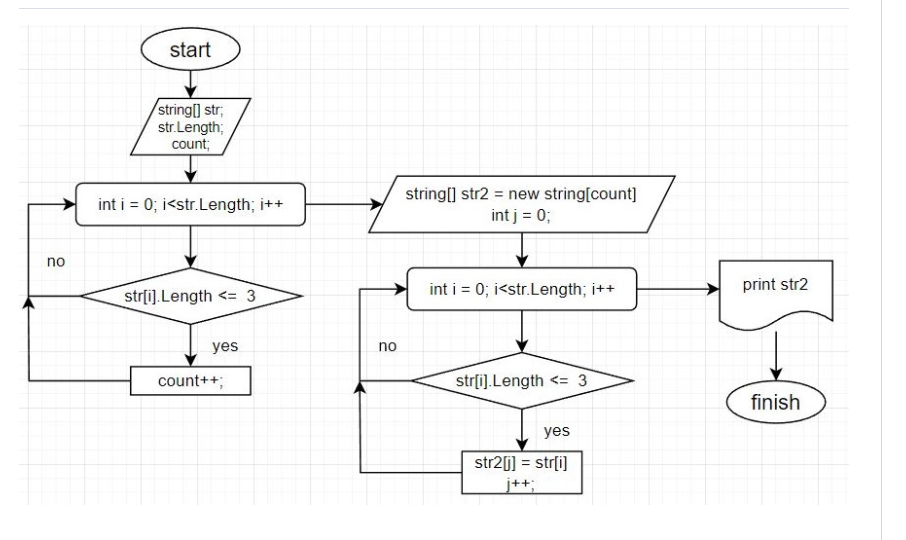 start
string[] str;
str.Length;
count;
int i = 0; i<str.Length; i++
no
str[i].Length <= 3
yes
count++;
string[] str2 = new string[count]
int j = 0;
int i = 0; i<str.Length; i++
no
str[i].Length <= 3
yes
str2[j] = str[i]
j++;
print str2
finish